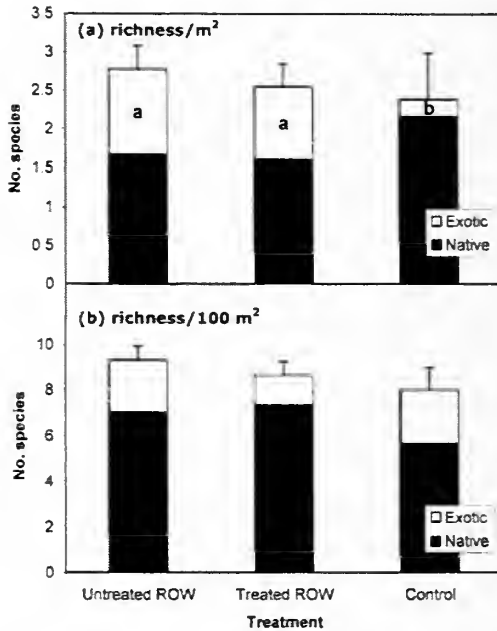 3.5
(a) richness/m²
3
2.5
2
1.5
1
0 5
0
No. species
a
a
b
Exotic
Native
(b) richness/100 m²
10
8
6
4
2
0
No. species
Exotic
Native
Untreated ROW
Treated ROW
Control
Treatment